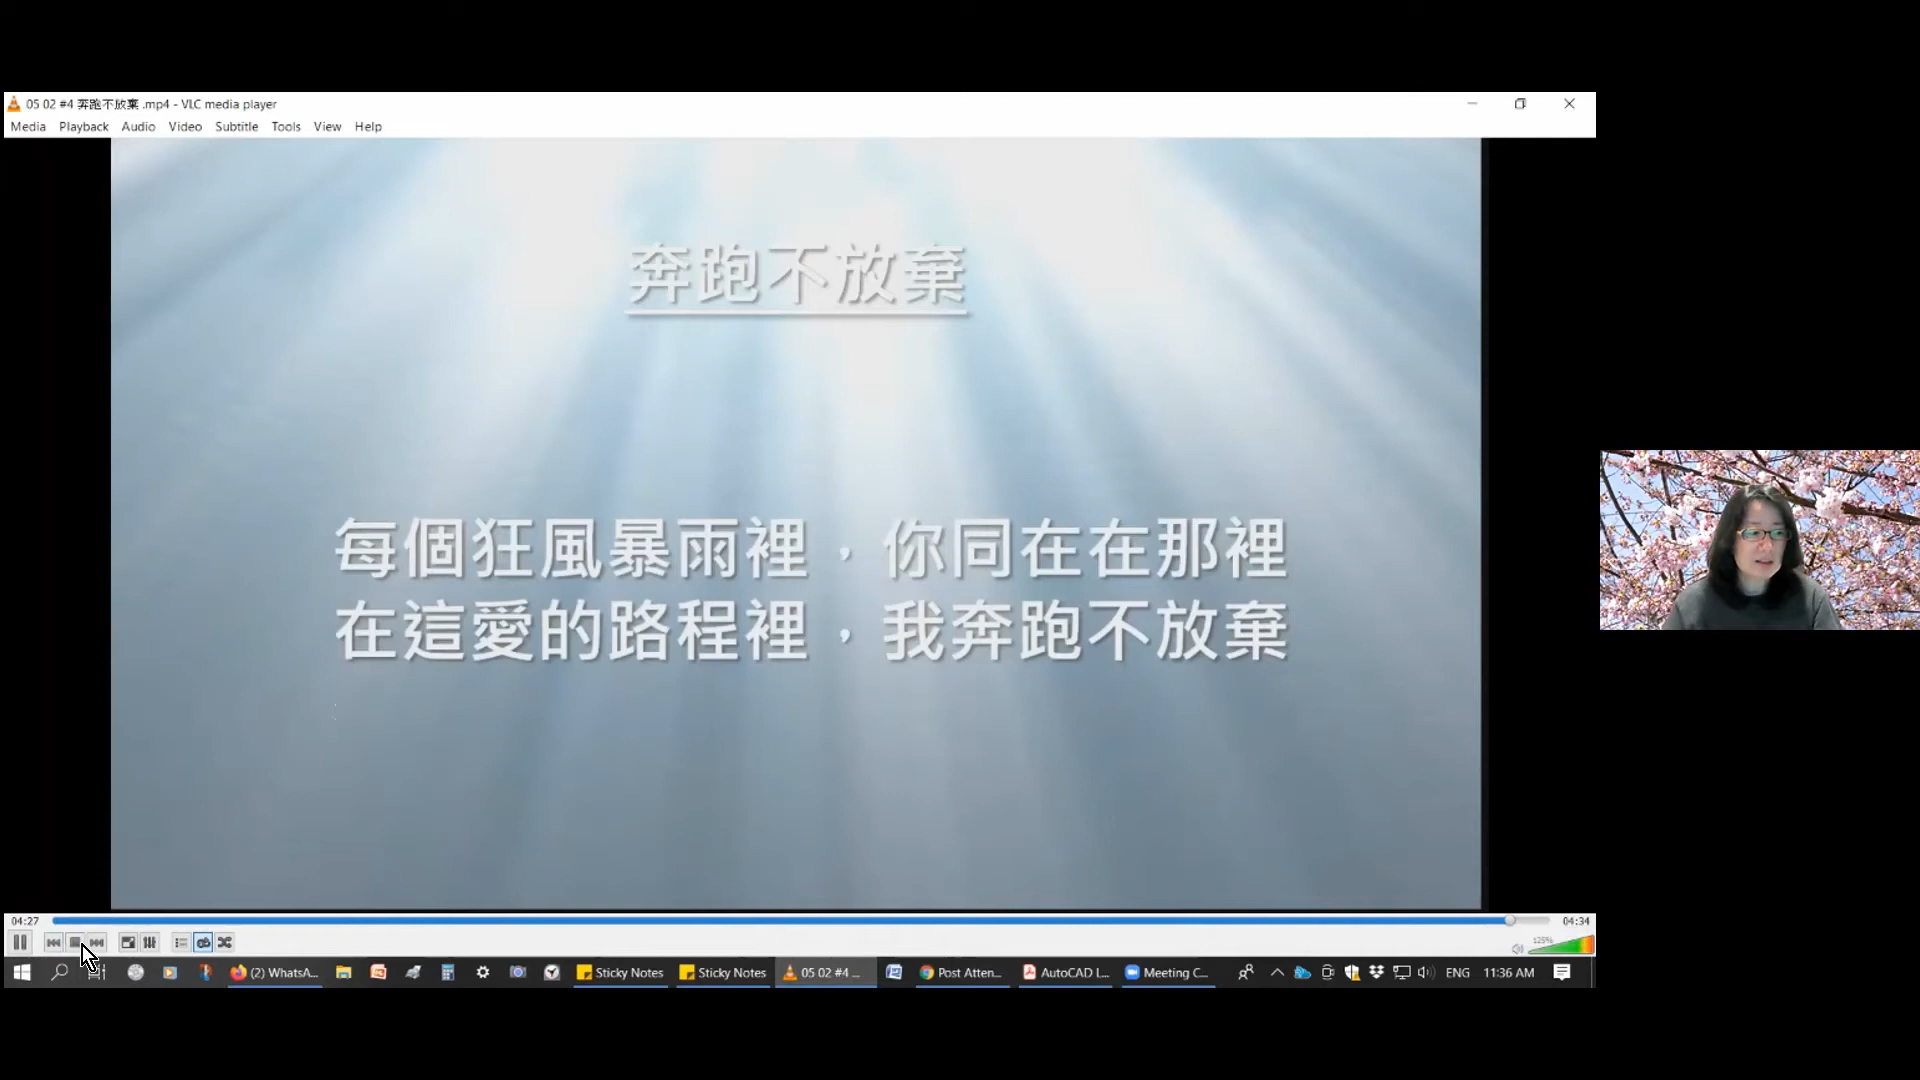 05 02 #4 奔跑不放棄 .mp4 - VLC media player
Media Playback Audio Video Subtitle Tools View Help
奔跑不放棄
每個狂風暴雨裡，你同在在那裡
在這愛的路程裡，我奔跑不放棄
04:27
04:34
125%
(2) WhatsA...
Sticky Notes
Sticky Notes
05 02 #4 ...
Post Atten...
AutoCAD L...
Meeting C...
ENG
11:36 AM